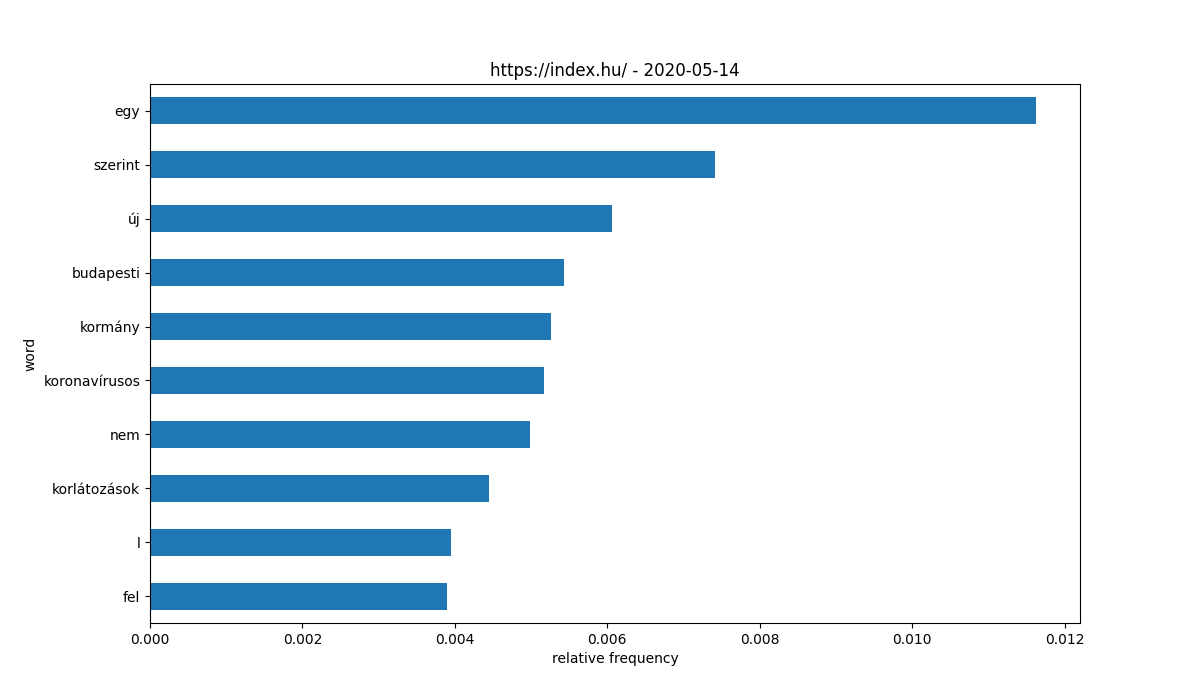 https://index.hu/ - 2020-05-14
egy
szerint
új
budapesti
kormány
koronavírusos
nem
korlátozások
l
fel
word
0.000 0.002 0.004 0.006 0.008 0.010 0.012
relative frequency